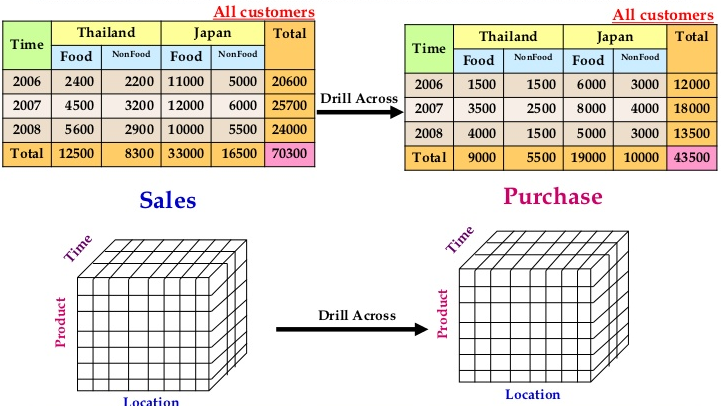 All customers
Time Thailand Japan Total
Food NonFood Food NonFood
2006 2400 2200 11000 5000 20600
2007 4500 3200 12000 6000 25700
2008 5600 2900 10000 5500 24000
Total 12500 8300 33000 16500 70300
Drill Across
All customers
Time Thailand Japan Total
Food NonFood Food NonFood
2006 1500 1500 6000 3000 12000
2007 3500 2500 8000 4000 18000
2008 4000 1500 5000 3000 13500
Total 9000 5500 19000 10000 43500
Sales
Purchase
Time
Product
Location
Drill Across
Time
Product
Location